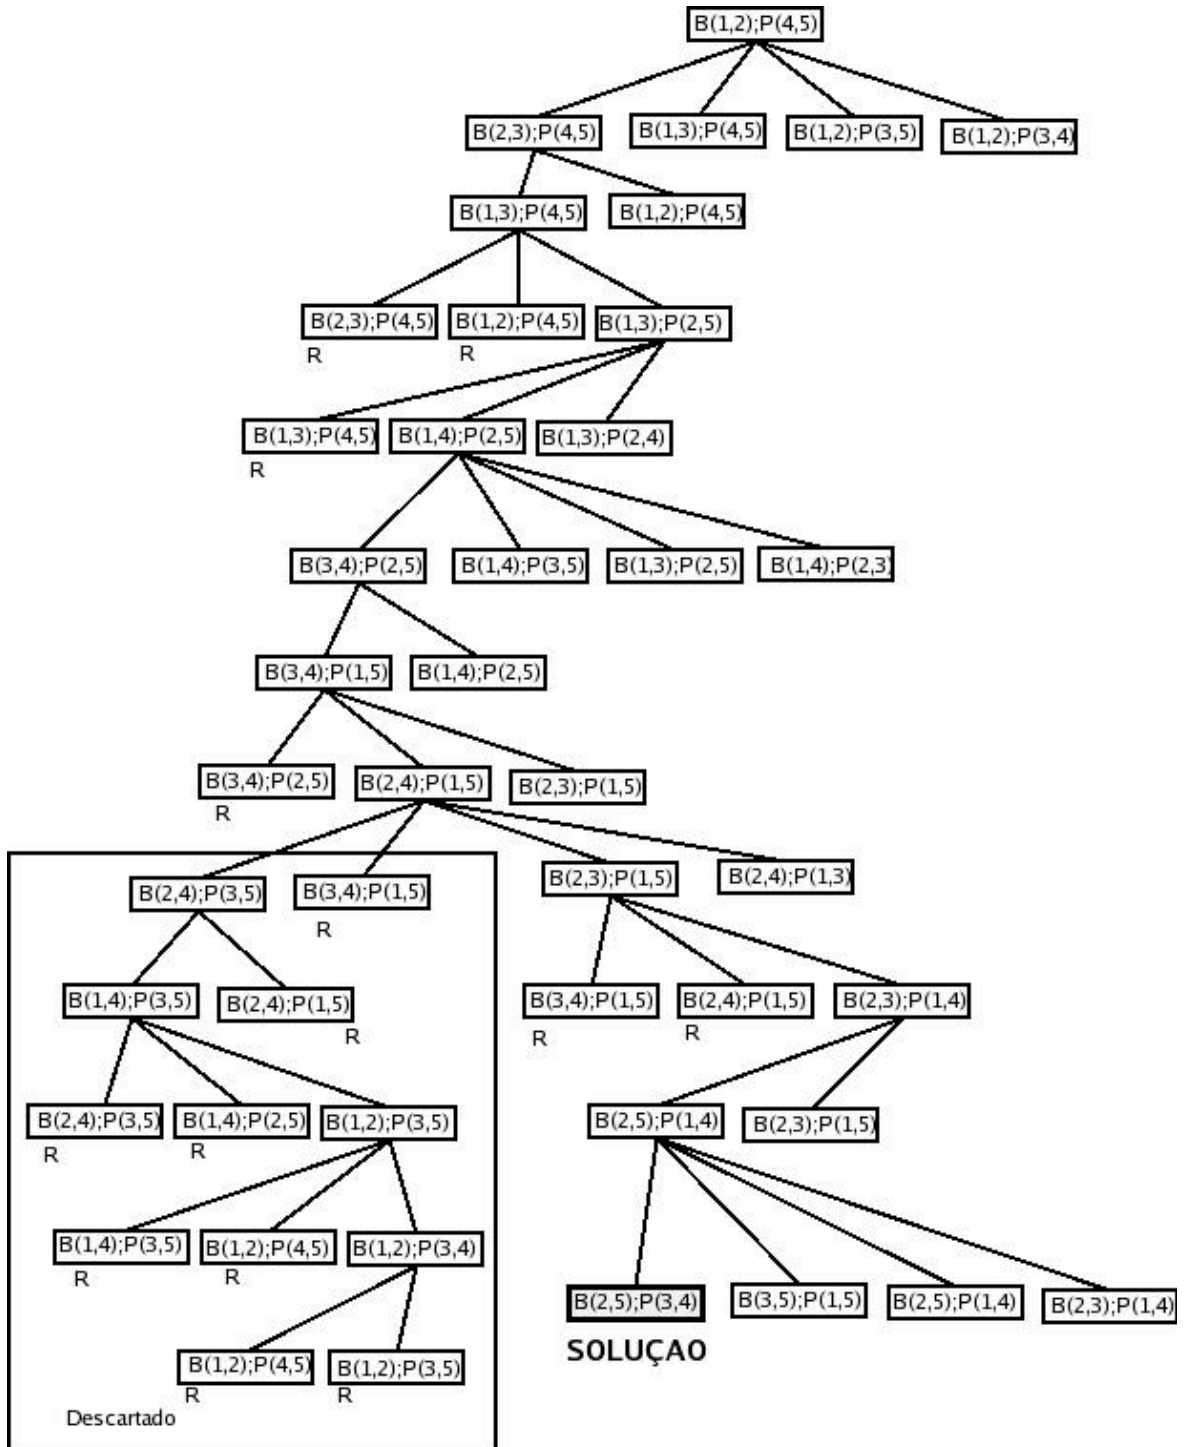 B(1,2);P(4,5)
B(2,3);P(4,5) B(1,3);P(4,5) B(1,2);P(3,5) B(1,2);P(3,4)
B(1,3);P(4,5) B(1,2);P(4,5)
B(2,3);P(4,5) B(1,2);P(4,5) B(1,3);P(2,5)
R R
B(1,3);P(4,5) B(1,4);P(2,5) B(1,3);P(2,4)
R
B(3,4);P(2,5) B(1,4);P(3,5) B(1,3);P(2,5) B(1,4);P(2,3)
B(3,4);P(1,5) B(1,4);P(2,5)
B(3,4);P(2,5) B(2,4);P(1,5) B(2,3);P(1,5)
R
B(2,4);P(3,5) B(3,4);P(1,5) B(2,3);P(1,5) B(2,4);P(1,3)
R
B(1,4);P(3,5) B(2,4);P(1,5) B(3,4);P(1,5) B(2,4);P(1,5) B(2,3);P(1,4)
R R R
B(2,4);P(3,5) B(1,4);P(2,5) B(1,2);P(3,5) B(2,5);P(1,4) B(2,3);P(1,5)
R R
B(1,4);P(3,5) B(1,2);P(4,5) B(1,2);P(3,4)
R R
B(2,5);P(3,4) B(3,5);P(1,5) B(2,5);P(1,4) B(2,3);P(1,4)
SOLUÇAO
B(1,2);P(4,5) B(1,2);P(3,5)
R R
Descartado